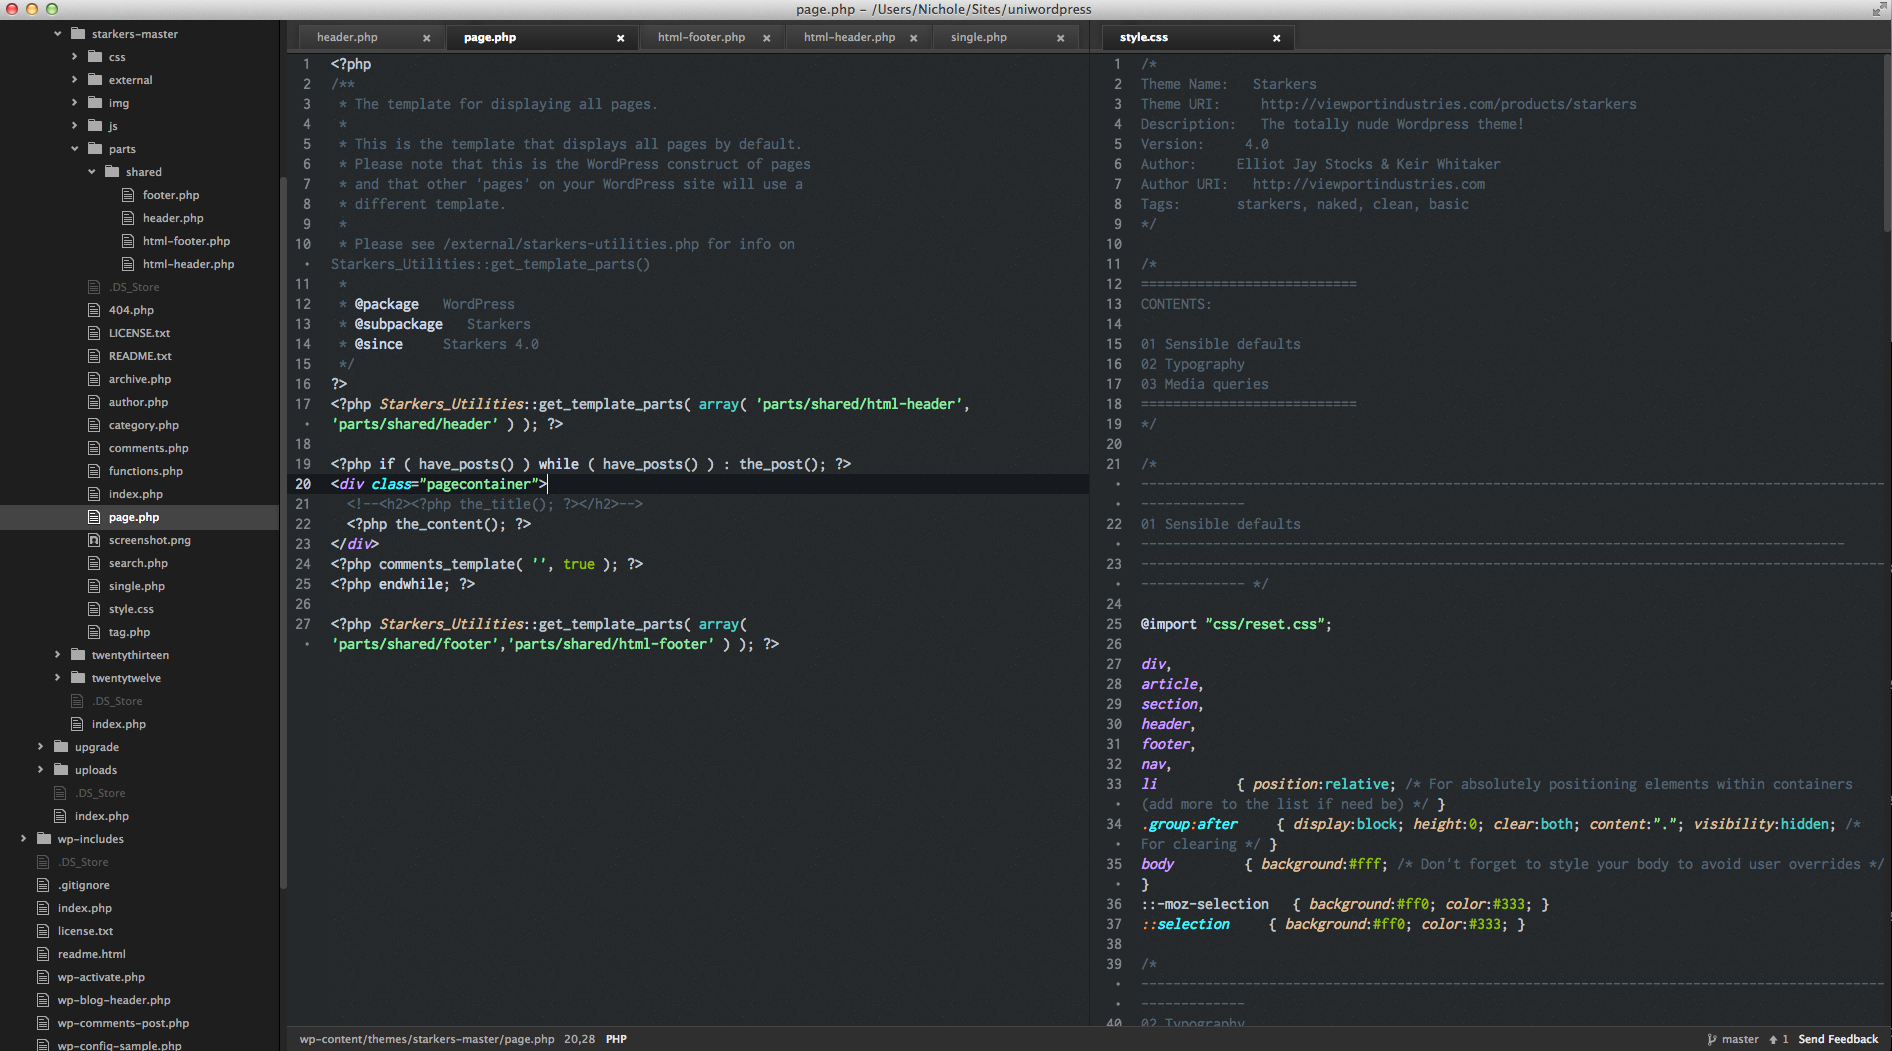 page.php – /Users/Nichole/Sites/uniwordpress
starkers-master
css
external
img
js
parts
shared
footer.php
header.php
html-footer.php
html-header.php
.DS_Store
404.php
LICENSE.txt
README.txt
archive.php
author.php
category.php
comments.php
functions.php
index.php
page.php
screenshot.png
search.php
single.php
style.css
tag.php
twentythirteen
twentytwelve
.DS_Store
index.php
upgrade
uploads
.DS_Store
index.php
wp-includes
.DS_Store
.gitignore
index.php
license.txt
readme.html
wp-activate.php
wp-blog-header.php
wp-comments-post.php
wp-config-sample.php
header.php × page.php × html-footer.php × html-header.php × single.php ×
1 <?php
2 /**
3 * The template for displaying all pages.
4 *
5 * This is the template that displays all pages by default.
6 * Please note that this is the WordPress construct of pages
7 * and that other 'pages' on your WordPress site will use a
8 * different template.
9 *
10 * Please see /external/starkers-utilities.php for info on
• Starkers_Utilities::get_template_parts()
11 *
12 * @package WordPress
13 * @subpackage Starkers
14 * @since Starkers 4.0
15 */
16 ?>
17 <?php Starkers_Utilities::get_template_parts( array( 'parts/shared/html-header',
• 'parts/shared/header' ) ); ?>
18
19 <?php if ( have_posts() ) while ( have_posts() ) : the_post(); ?>
20 <div class="pagecontainer">
21 <!--<h2><?php the_title(); ?></h2>-->
22 <?php the_content(); ?>
23 </div>
24 <?php comments_template( '', true ); ?>
25 <?php endwhile; ?>
26
27 <?php Starkers_Utilities::get_template_parts( array(
• 'parts/shared/footer','parts/shared/html-footer' ) ); ?>
style.css ×
1 /*
2 Theme Name: Starkers
3 Theme URI: http://viewportindustries.com/products/starkers
4 Description: The totally nude Wordpress theme!
5 Version: 4.0
6 Author: Elliot Jay Stocks & Keir Whitaker
7 Author URI: http://viewportindustries.com
8 Tags: starkers, naked, clean, basic
9 */
10
11 /*
12 ===========================
13 CONTENTS:
14
15 01 Sensible defaults
16 02 Typography
17 03 Media queries
18 ===========================
19 */
20
21 /*
• ---------------------------------------------------------------------------------------------
• -------------
22 01 Sensible defaults
• ----------------------------------------------------------------------------------------
23 ---------------------------------------------------------------------------------------------
• ------------- */
24
25 @import "css/reset.css";
26
27 div,
28 article,
29 section,
30 header,
31 footer,
32 nav,
33 li { position:relative; /* For absolutely positioning elements within containers
• (add more to the list if need be) */ }
34 .group:after { display:block; height:0; clear:both; content:"."; visibility:hidden; /*
• For clearing */ }
35 body { background:#fff; /* Don't forget to style your body to avoid user overrides */
• }
36 ::-moz-selection { background:#ff0; color:#333; }
37 ::selection { background:#ff0; color:#333; }
38
39 /*
• ---------------------------------------------------------------------------------------------
• -------------
40 02 Typography
wp-content/themes/starkers-master/page.php 20,28 PHP
master 1 Send Feedback